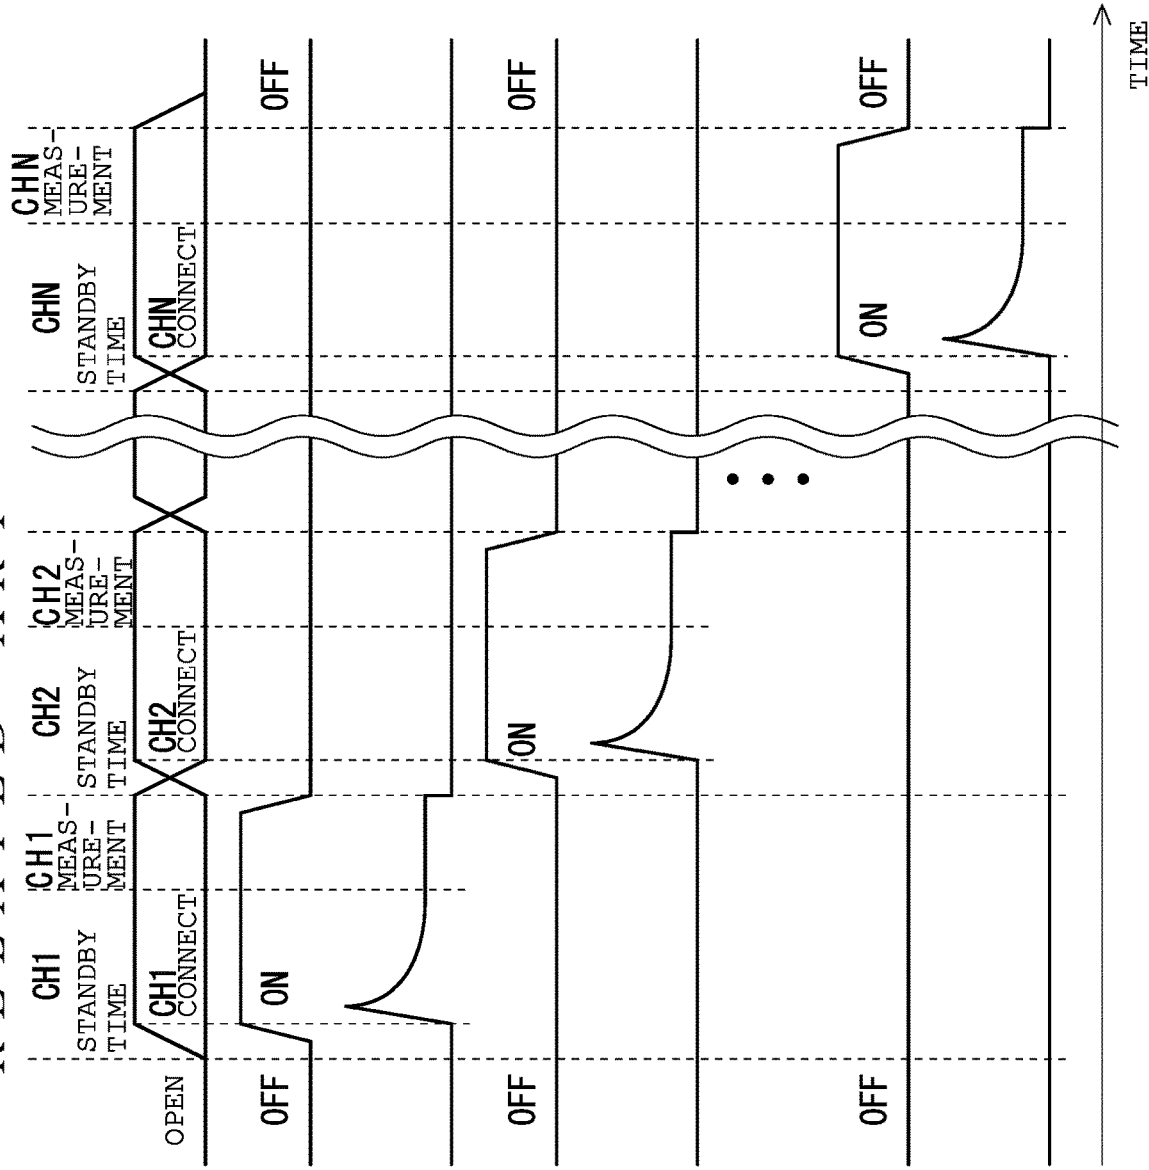 OPEN
CH1
STANDBY
TIME
CH1
MEAS-
URE-
MENT
CH2
STANDBY
TIME
CH2
MEAS-
URE-
MENT
CHN
STANDBY
TIME
CHN
MEAS-
URE-
MENT
CH1
CONNECT
CH2
CONNECT
CHN
CONNECT
OFF
ON
OFF
OFF
ON
OFF
OFF
ON
OFF
TIME